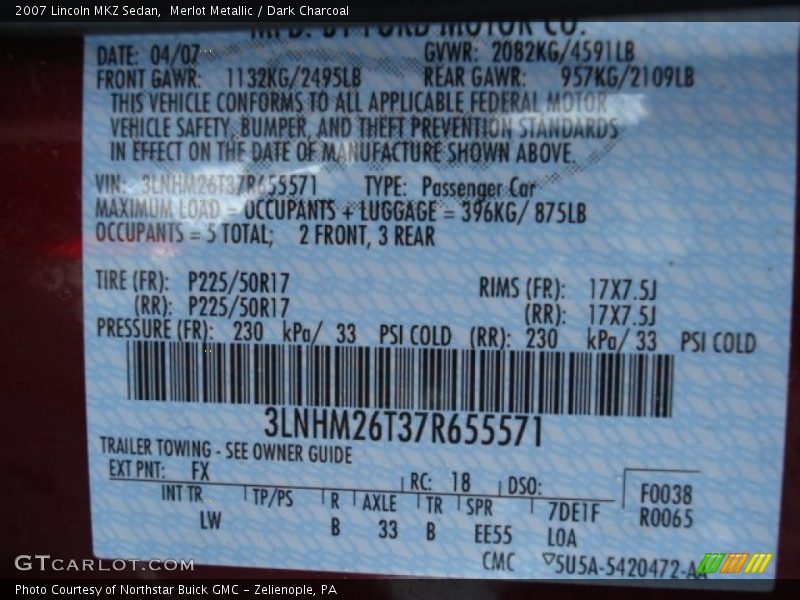 2007 Lincoln MKZ Sedan,  Merlot Metallic / Dark Charcoal
MFD. BY FORD MOTOR CO.
DATE: 04/07 GVWR: 2082KG/4591LB
FRONT GAWR: 1132KG/2495LB REAR GAWR: 957KG/2109LB
THIS VEHICLE CONFORMS TO ALL APPLICABLE FEDERAL MOTOR
VEHICLE SAFETY, BUMPER, AND THEFT PREVENTION STANDARDS
IN EFFECT ON THE DATE OF MANUFACTURE SHOWN ABOVE.
VIN: 3LNHM26T37R655571 TYPE: Passenger Car
MAXIMUM LOAD = OCCUPANTS + LUGGAGE = 396KG/ 875LB
OCCUPANTS = 5 TOTAL; 2 FRONT, 3 REAR
TIRE (FR): P225/50R17 RIMS (FR): 17X7.5J
(RR): P225/50R17 (RR): 17X7.5J
PRESSURE (FR): 230 kPa/ 33 PSI COLD (RR): 230 kPa/ 33 PSI COLD
3LNHM26T37R655571
TRAILER TOWING - SEE OWNER GUIDE
EXT PNT: FX RC: 18 DSO: F0038
INT TR TP/PS R AXLE TR SPR 7DE1F R0065
LW B 33 B EE55 LOA
CMC ▽5U5A-5420472-AA
GTCARLOT.COM
Photo Courtesy of Northstar Buick GMC – Zelienople, PA